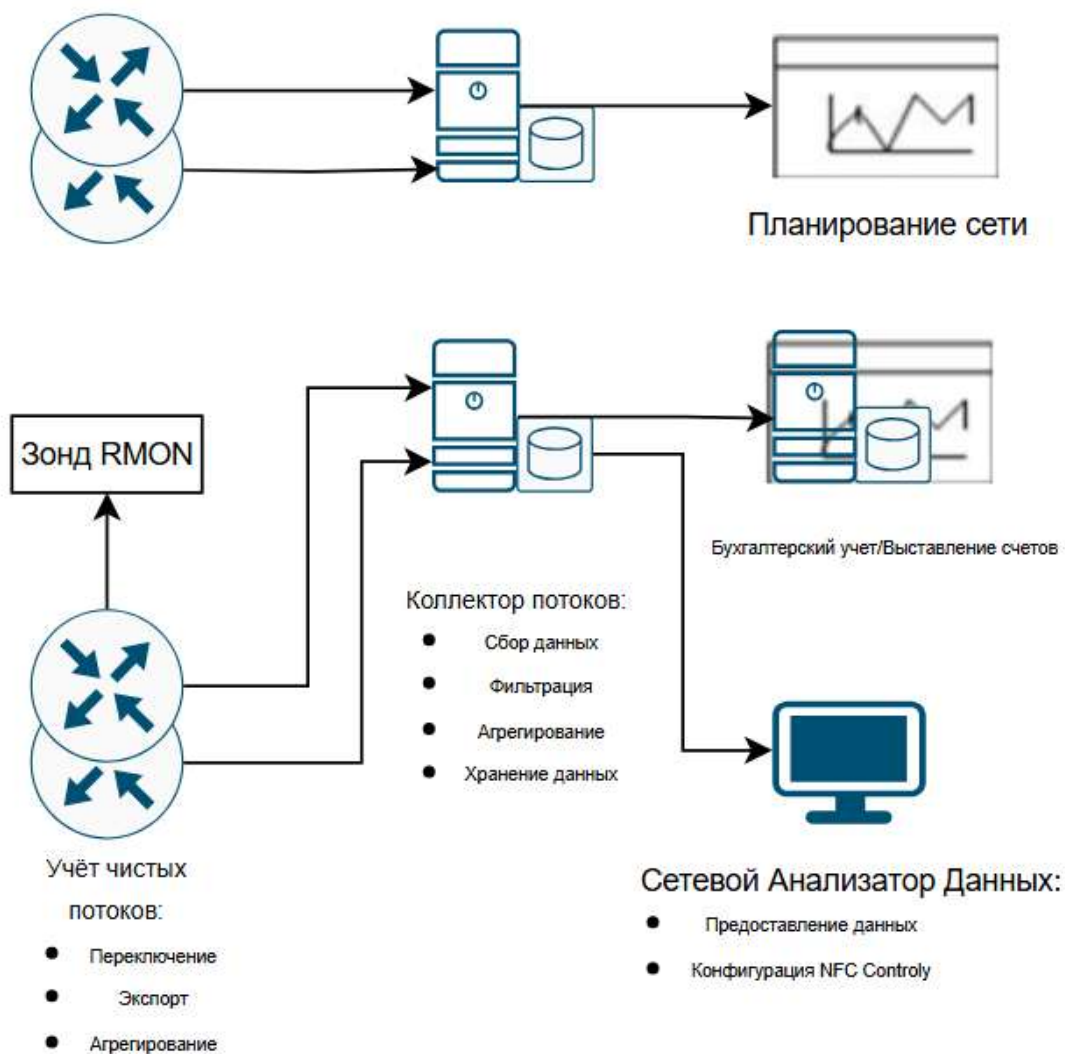 Планирование сети
Зонд RMON
Бухгалтерский учет/Выставление счетов
Коллектор потоков:
Сбор данных
Фильтрация
Агрегирование
Хранение данных
Учёт чистых
потоков:
Переключение
Экспорт
Агрегирование
Сетевой Анализатор Данных:
Предоставление данных
Конфигурация NFC Controly